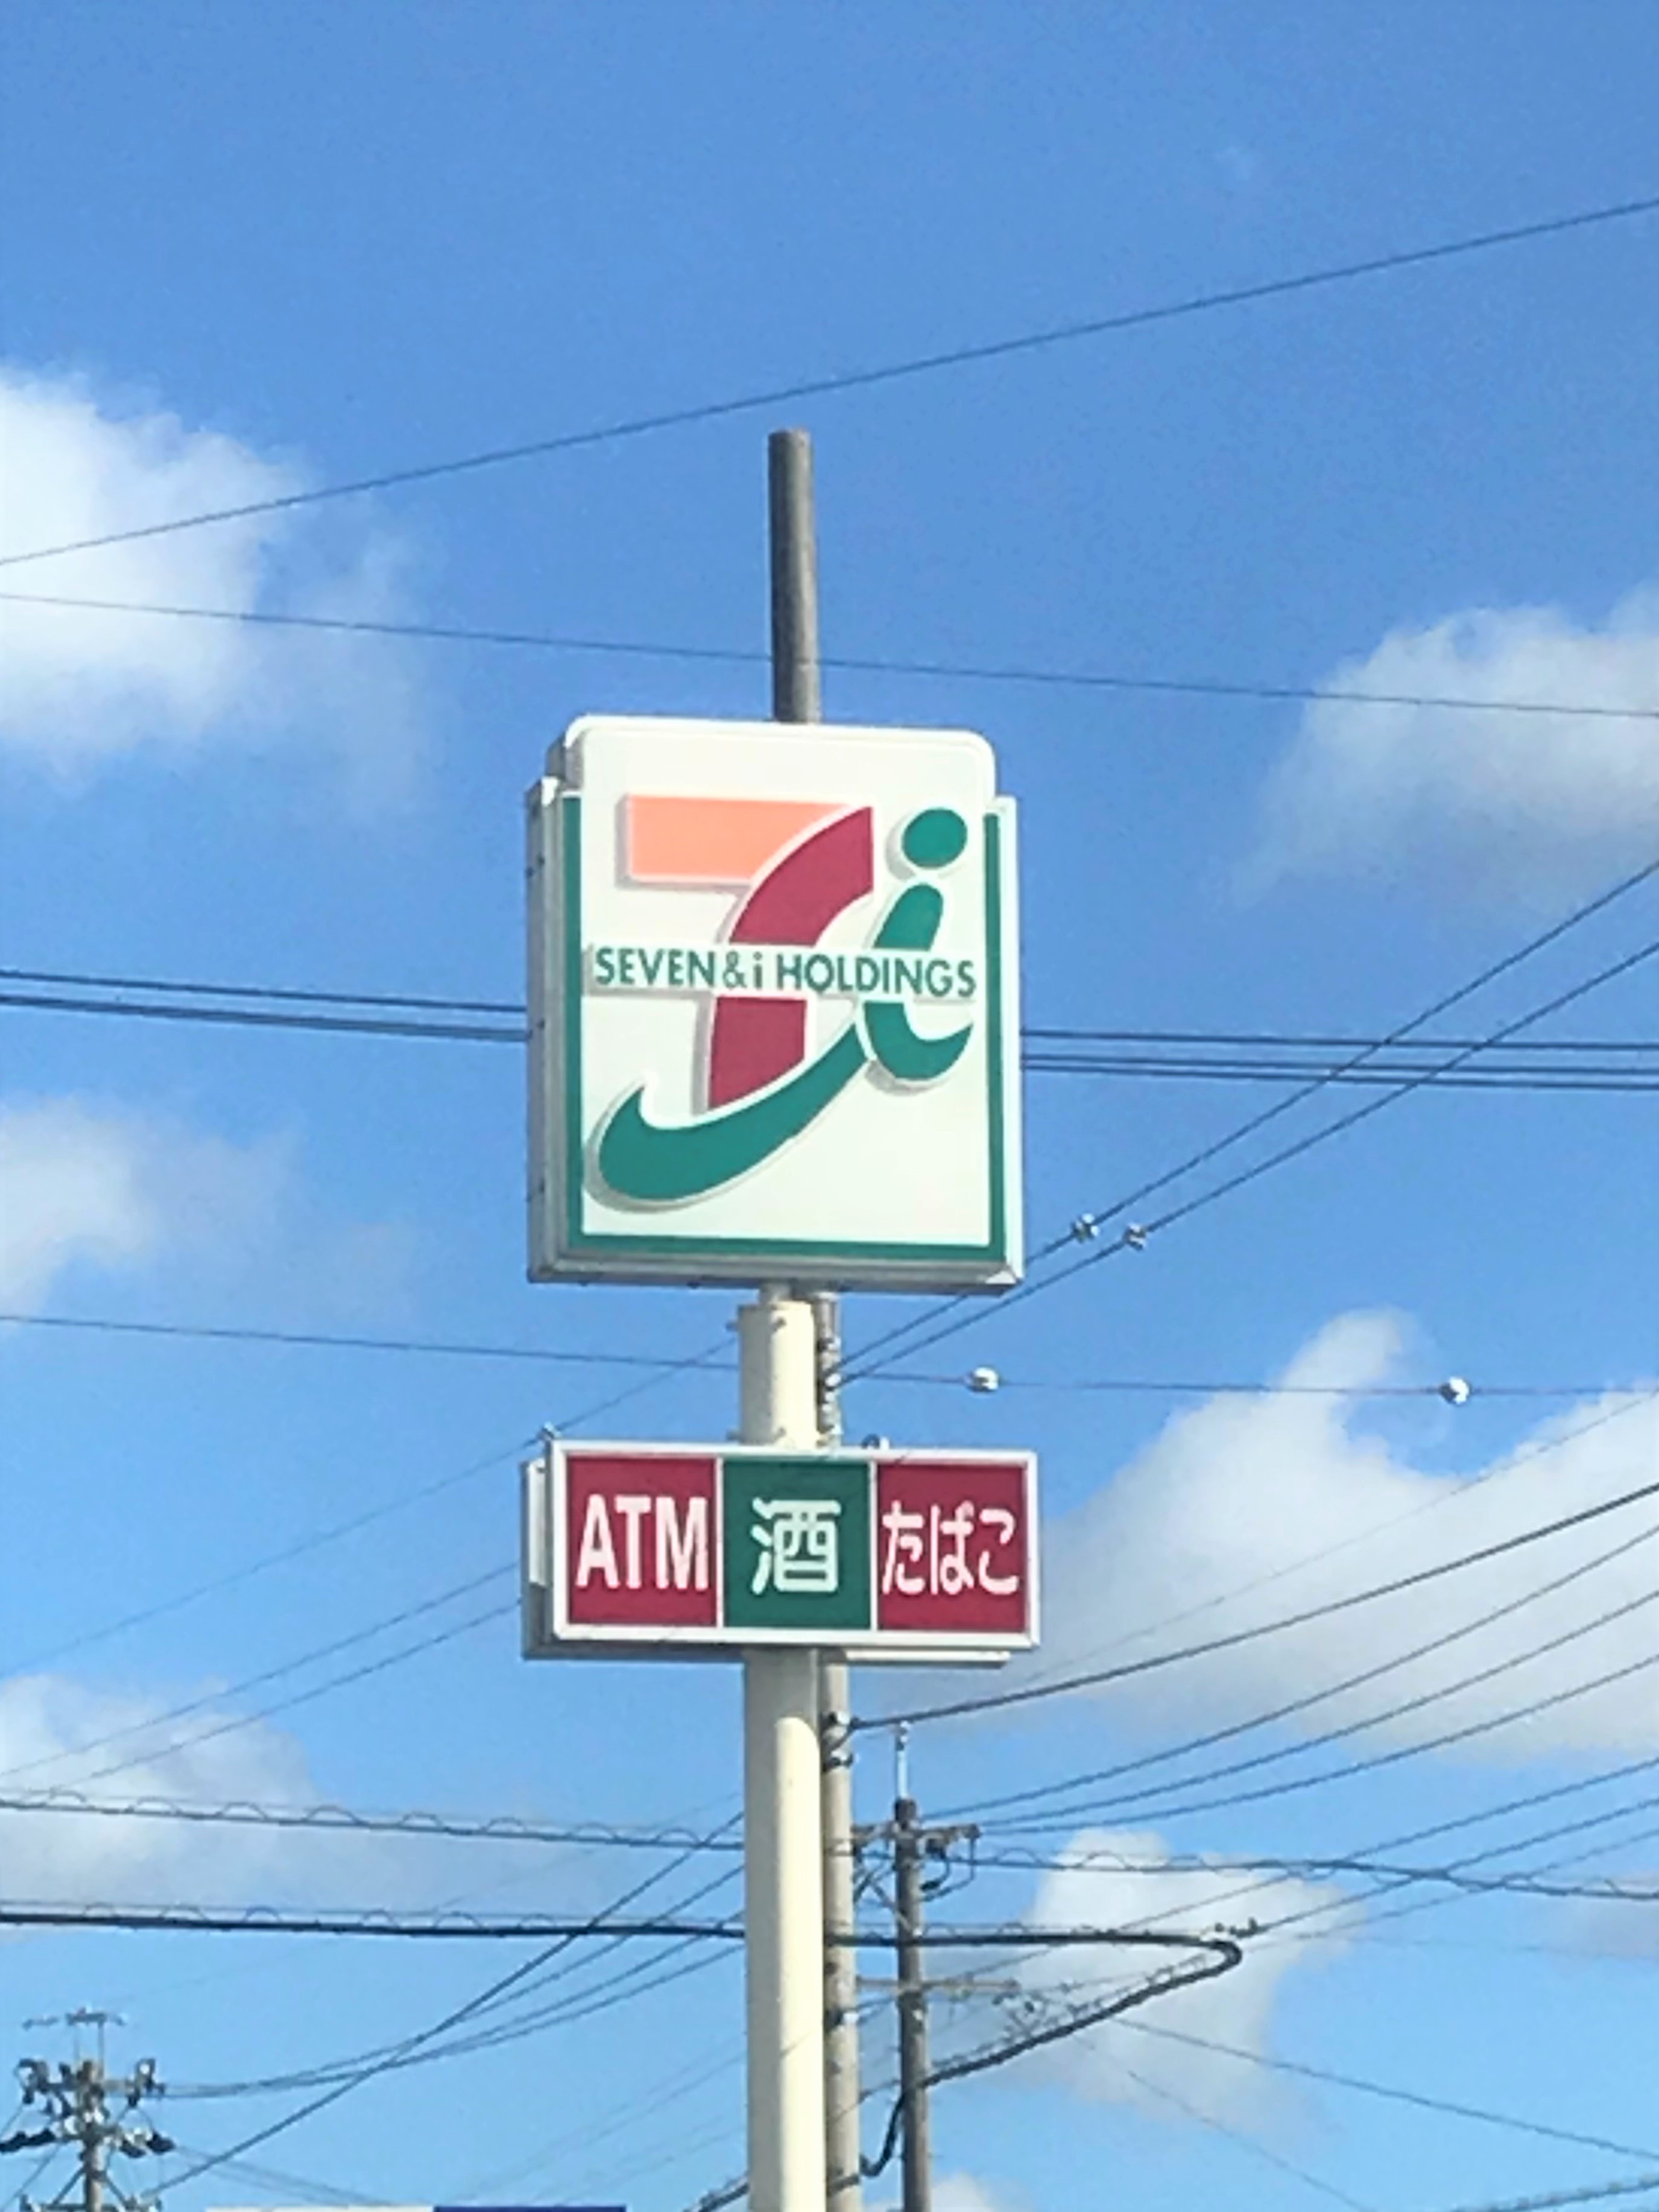 SEVEN&i HOLDINGS
ATM 酒 たばこ